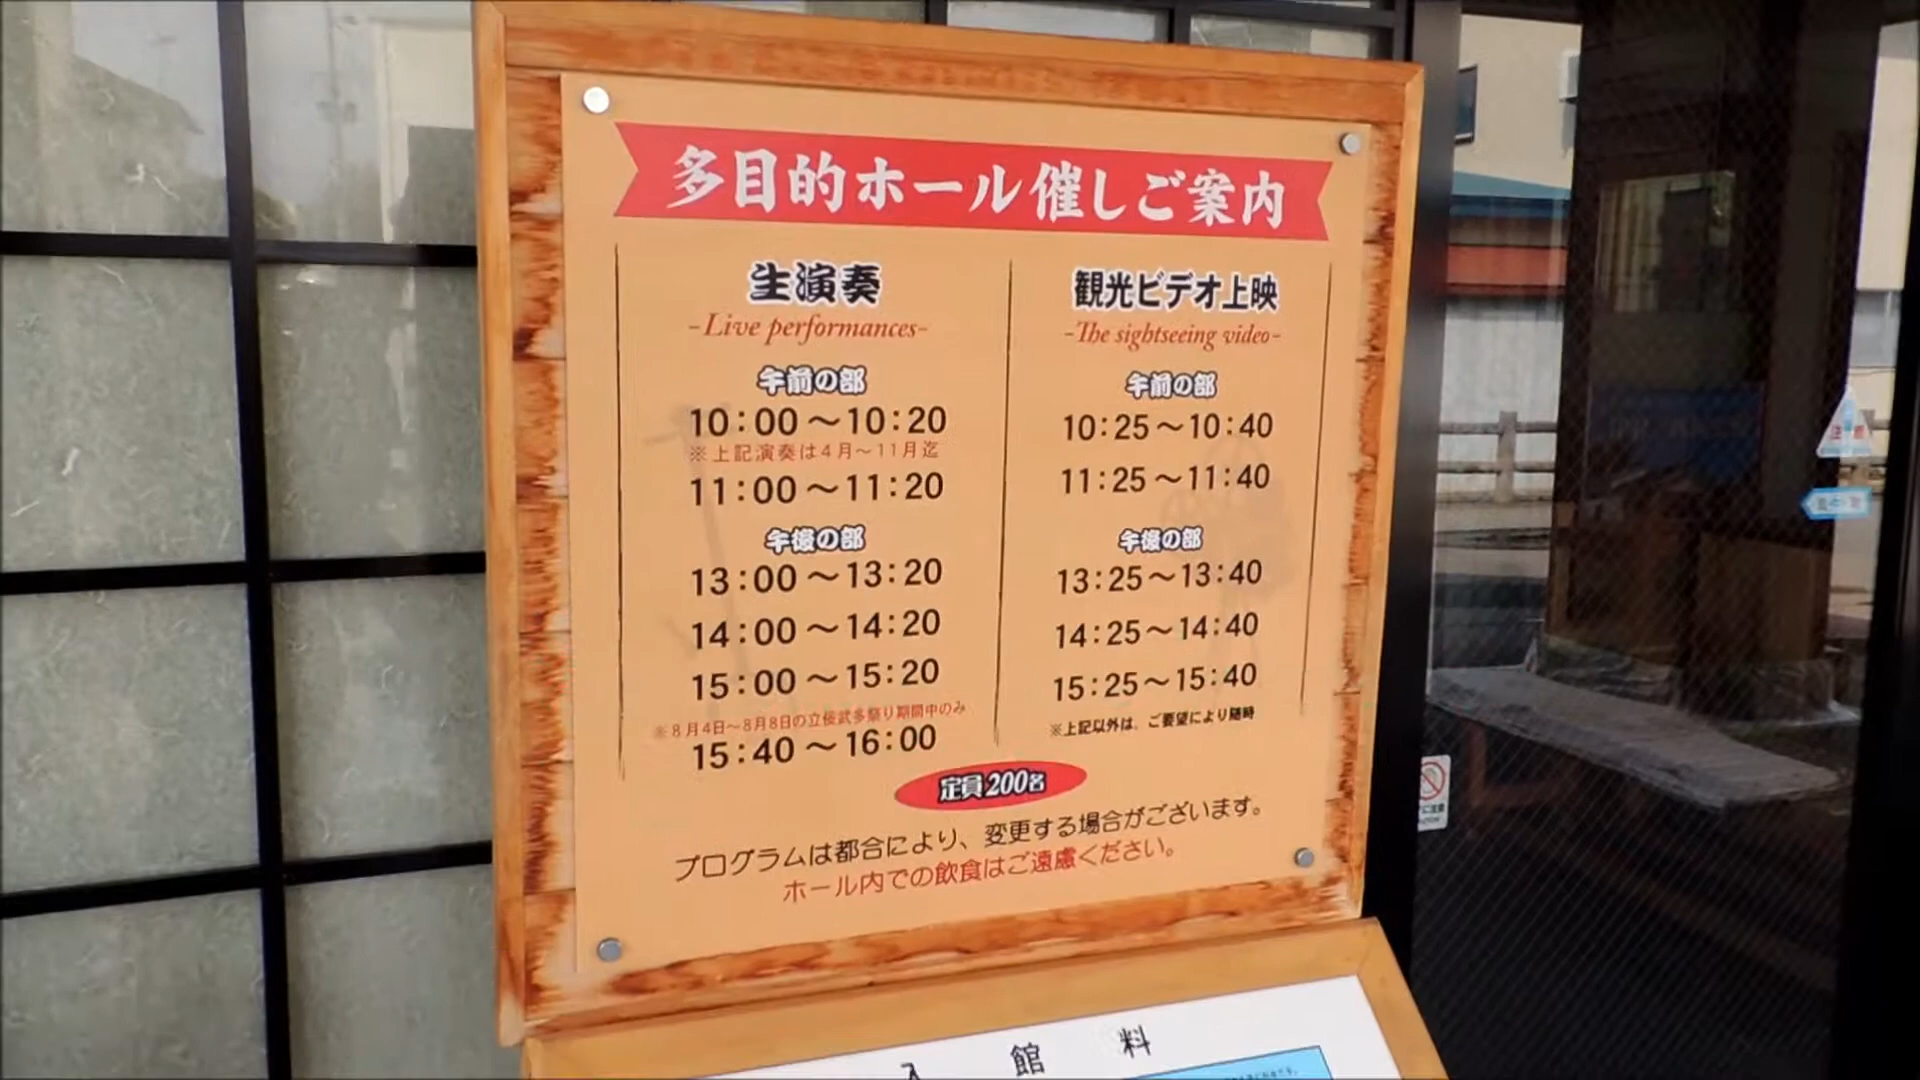 多目的ホール催しご案内
生演奏
-Live performances-
午前の部
10:00〜10:20
※上記演奏は4月〜11月迄
11:00〜11:20
午後の部
13:00〜13:20
14:00〜14:20
15:00〜15:20
※8月4日〜8月8日の立佞武多祭り期間中のみ
15:40〜16:00
観光ビデオ上映
-The sightseeing video-
午前の部
10:25〜10:40
11:25〜11:40
午後の部
13:25〜13:40
14:25〜14:40
15:25〜15:40
※上記以外は、ご要望により随時
定員200名
プログラムは都合により、変更する場合がございます。
ホール内での飲食はご遠慮ください。
入館料